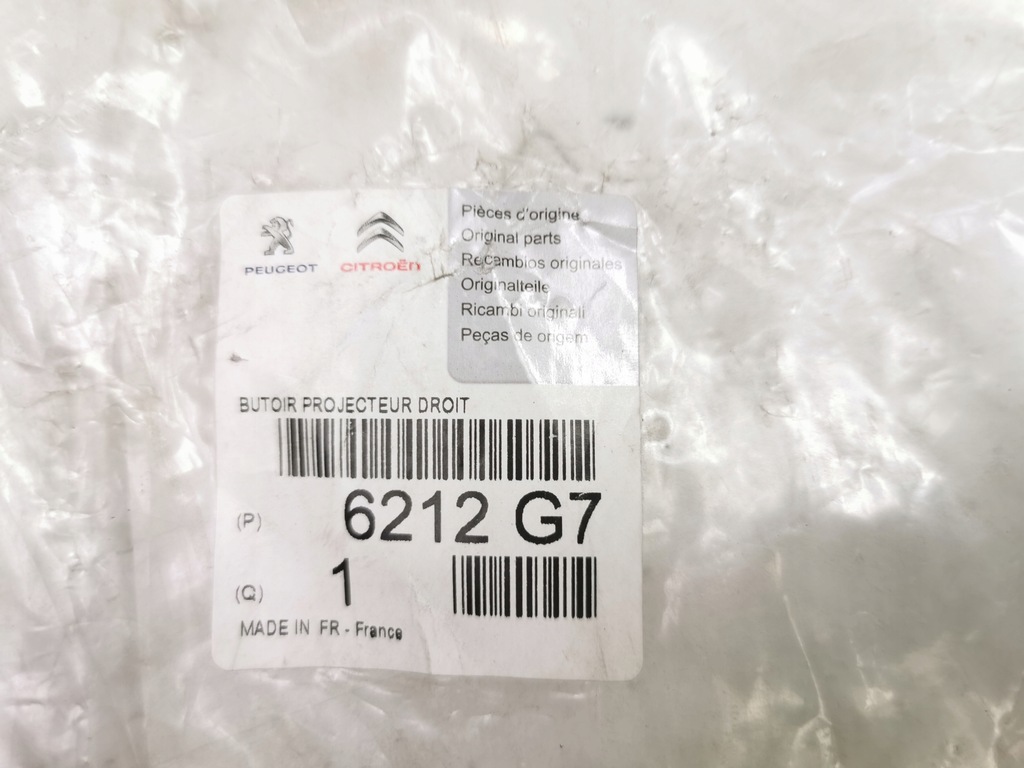 PEUGEOT CITROËN
Pièces d'origine
Original parts
Recambios originales
Originalteile
Ricambi originali
Peças de origem
BUTOIR PROJECTEUR DROIT
(P) 6212 G7
(Q) 1
MADE IN FR - France